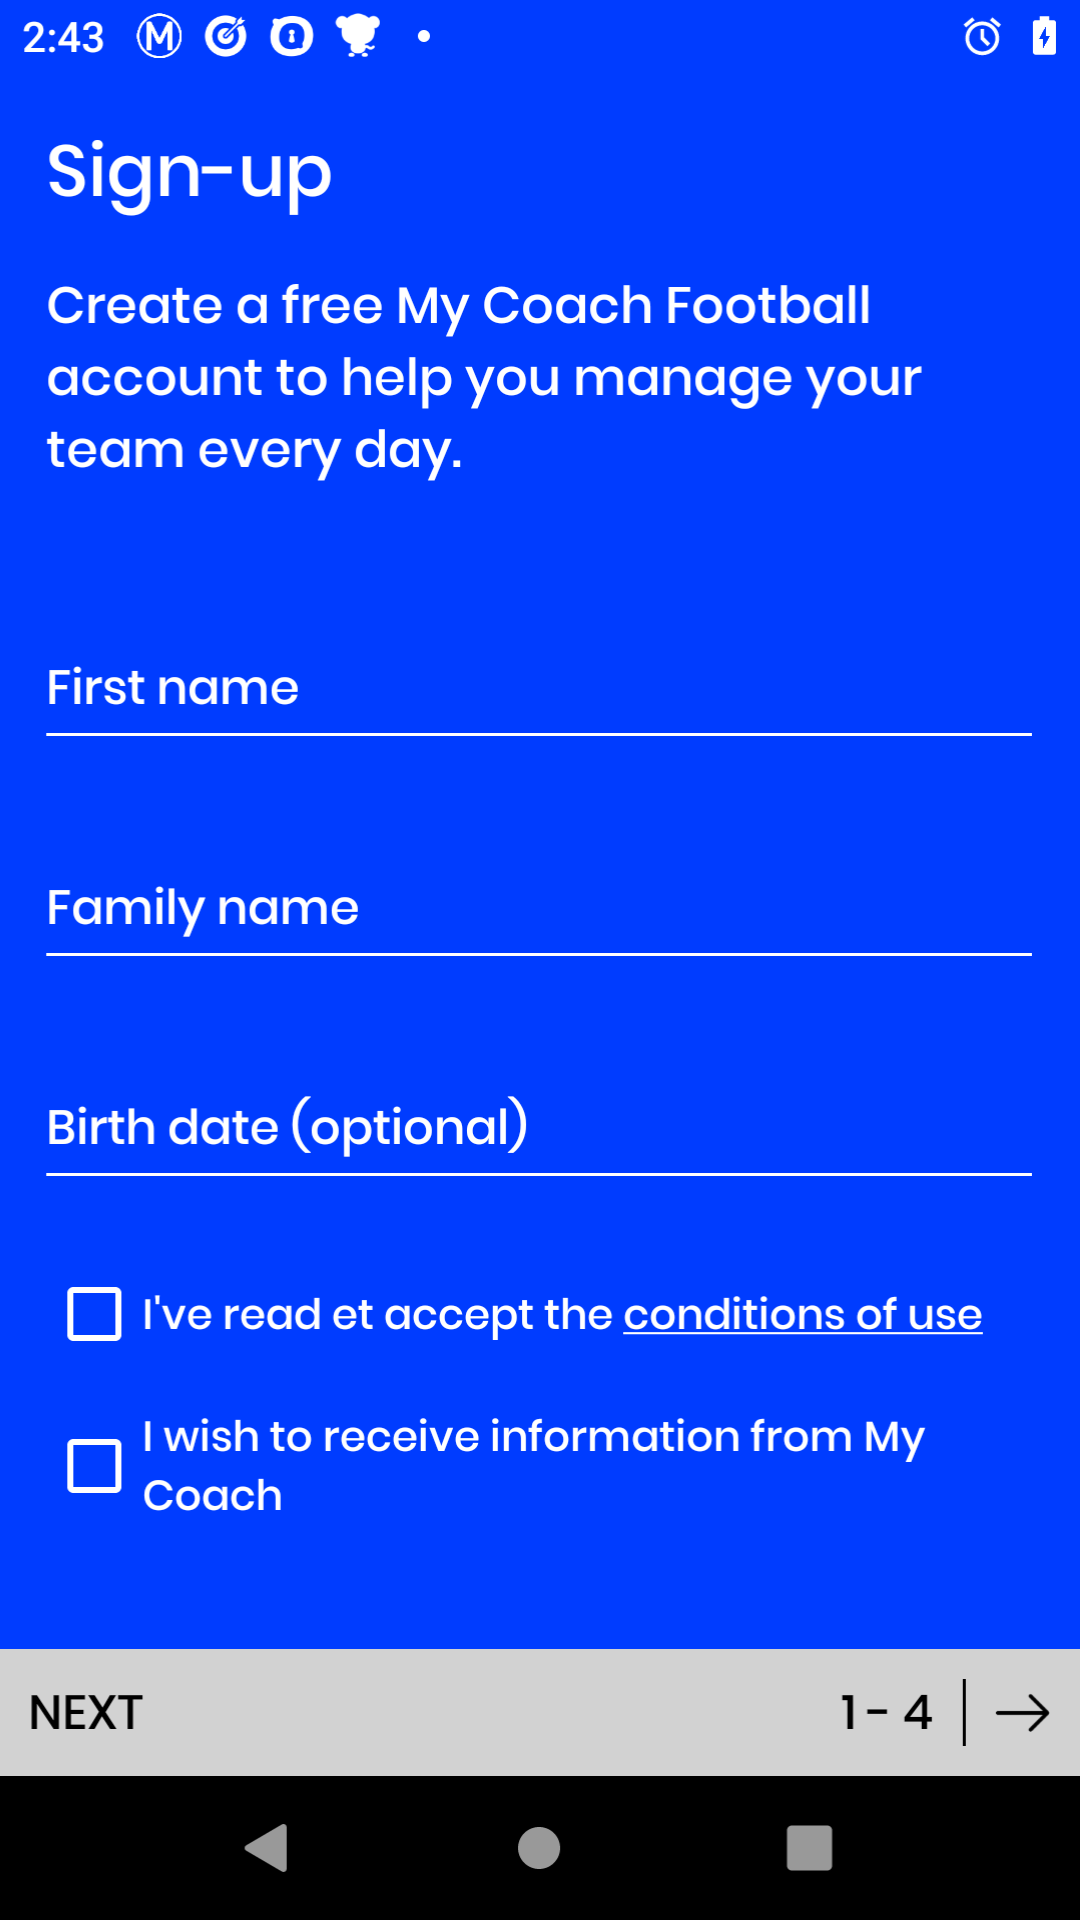 2:43
Sign-up
Create a free My Coach Football
account to help you manage your
team every day.
First name
Family name
Birth date (optional)
I've read et accept the conditions of use
I wish to receive information from My
Coach
NEXT
1 - 4